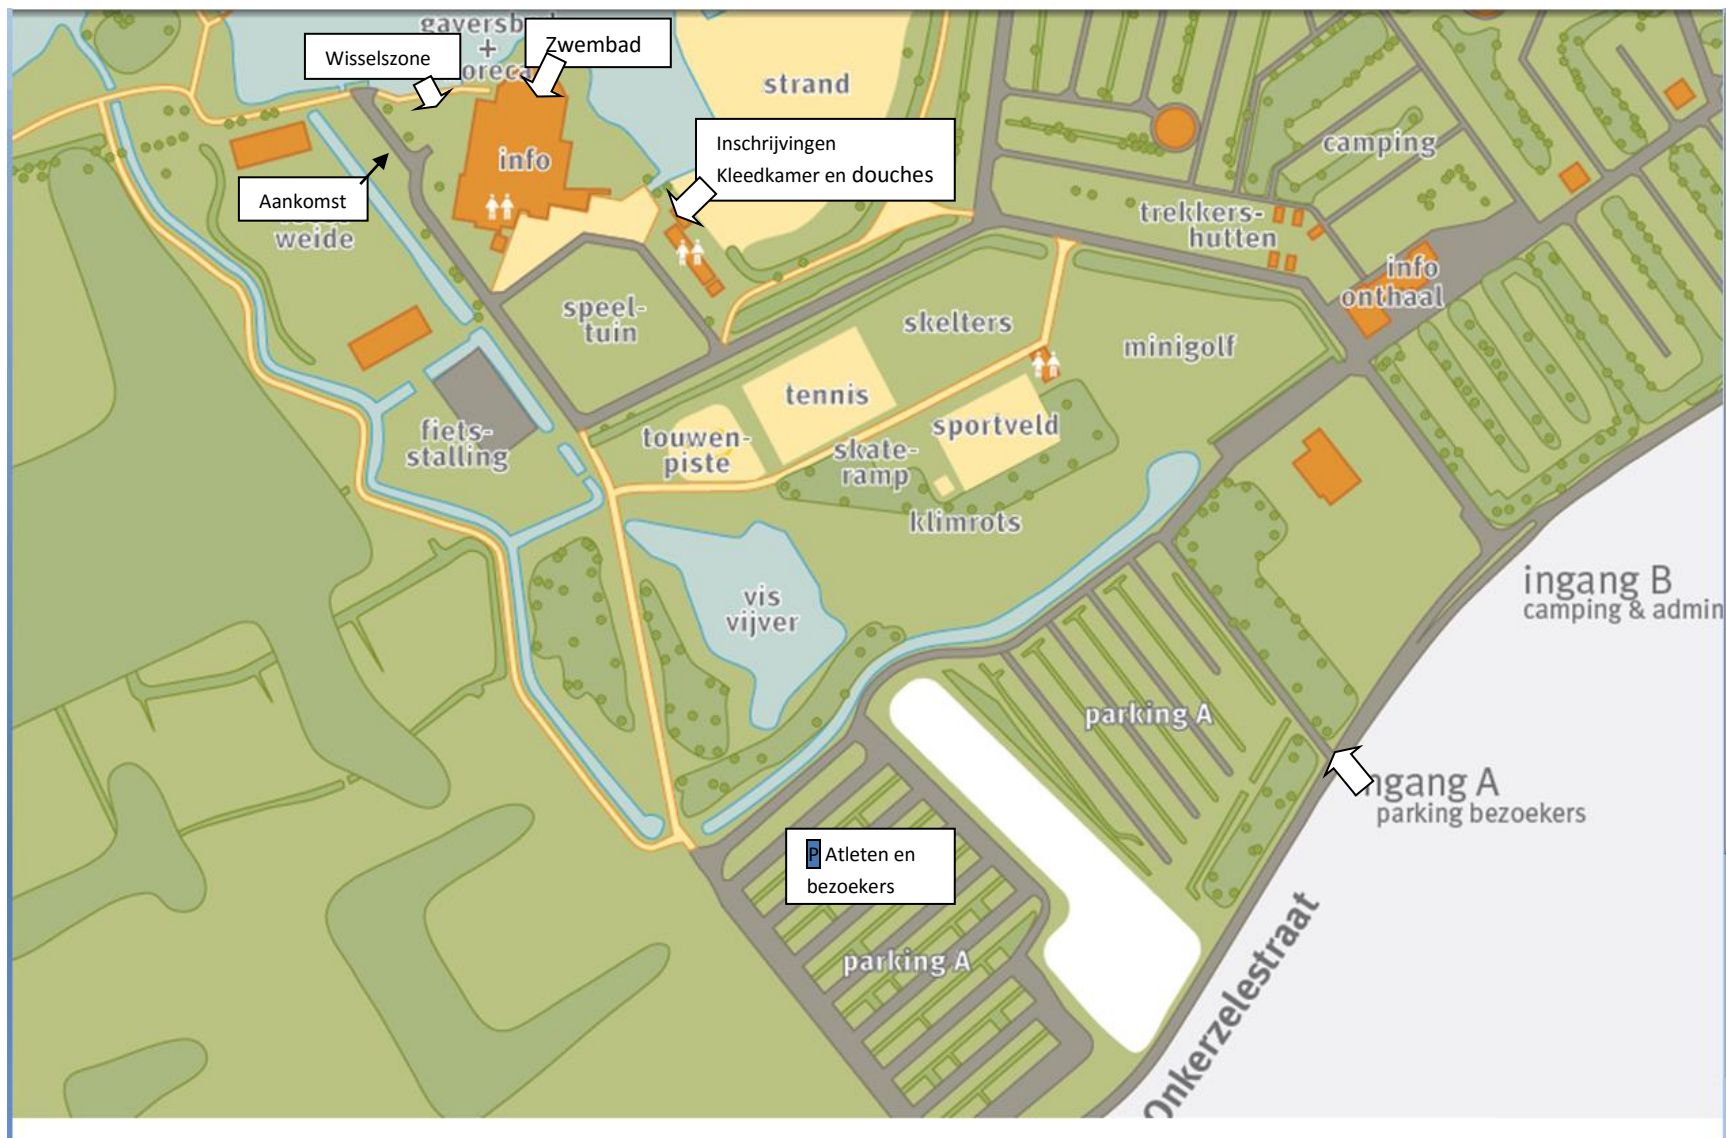 gaversb
+
oreca
Wisselszone
Zwembad
strand
Inschrijvingen
Kleedkamer en douches
info
Aankomst
weide
camping
trekkers-
hutten
info
onthaal
speel-
tuin
skelters
minigolf
tennis
fiets-
stalling
touwen-
piste
skate-
ramp
sportveld
klimrots
vis
vijver
ingang B
camping & admin
parking A
ngang A
parking bezoekers
P Atleten en
bezoekers
parking A
Onkerzelestraat